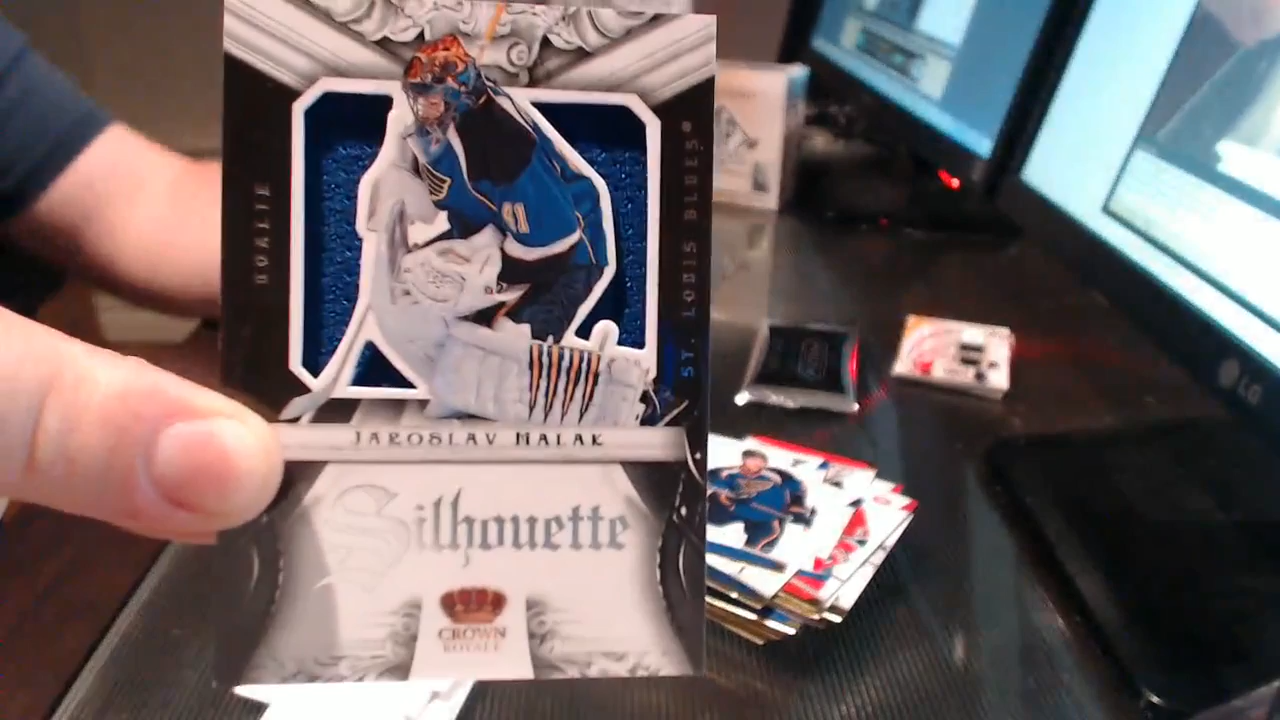 GOALIE
41
ST. LOUIS BLUES®
JAROSLAV HALAK
Silhouette
CROWN
ROYALE
LG